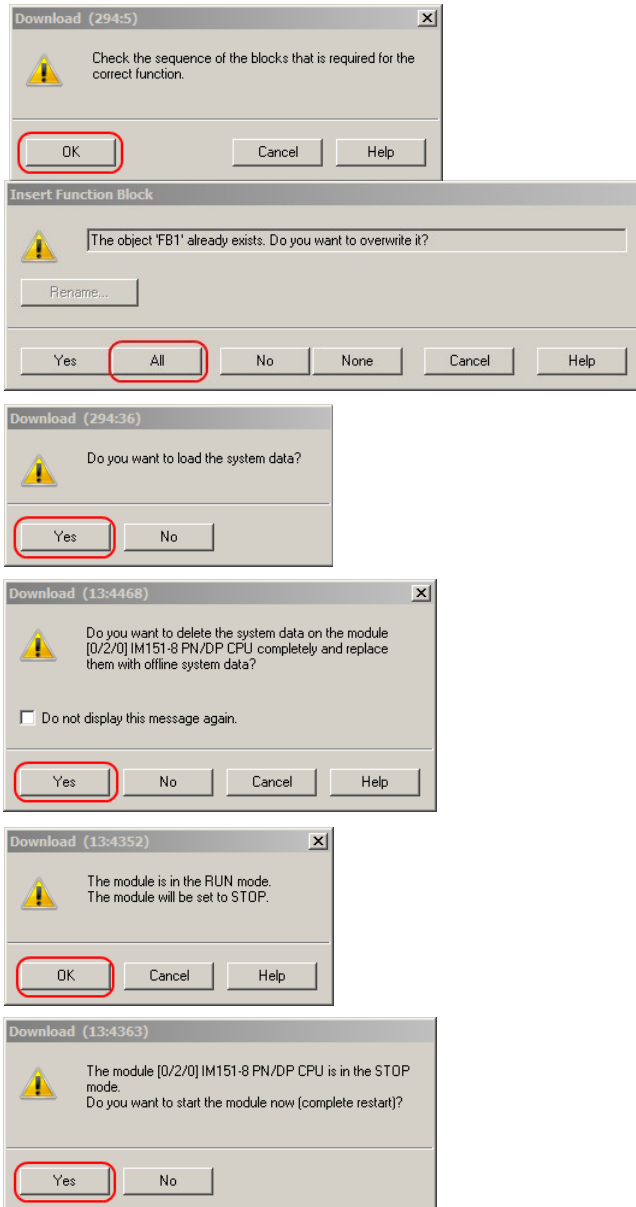 Download (294:5)
Check the sequence of the blocks that is required for the
correct function.
OK Cancel Help
Insert Function Block
The object 'FB1' already exists. Do you want to overwrite it?
Rename...
Yes All No None Cancel Help
Download (294:36)
Do you want to load the system data?
Yes No
Download (13:4468)
Do you want to delete the system data on the module
[0/2/0] IM151-8 PN/DP CPU completely and replace
them with offline system data?
Do not display this message again.
Yes No Cancel Help
Download (13:4352)
The module is in the RUN mode.
The module will be set to STOP.
OK Cancel Help
Download (13:4363)
The module [0/2/0] IM151-8 PN/DP CPU is in the STOP
mode.
Do you want to start the module now (complete restart)?
Yes No